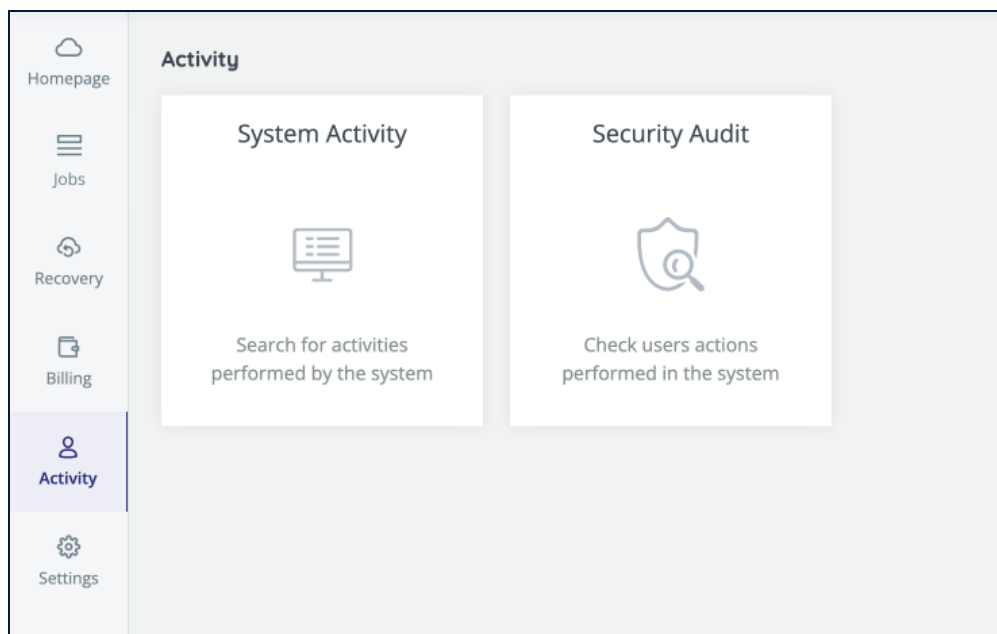 Homepage
Jobs
Recovery
Billing
Activity
Settings
Activity
System Activity
Search for activities
performed by the system
Security Audit
Check users actions
performed in the system